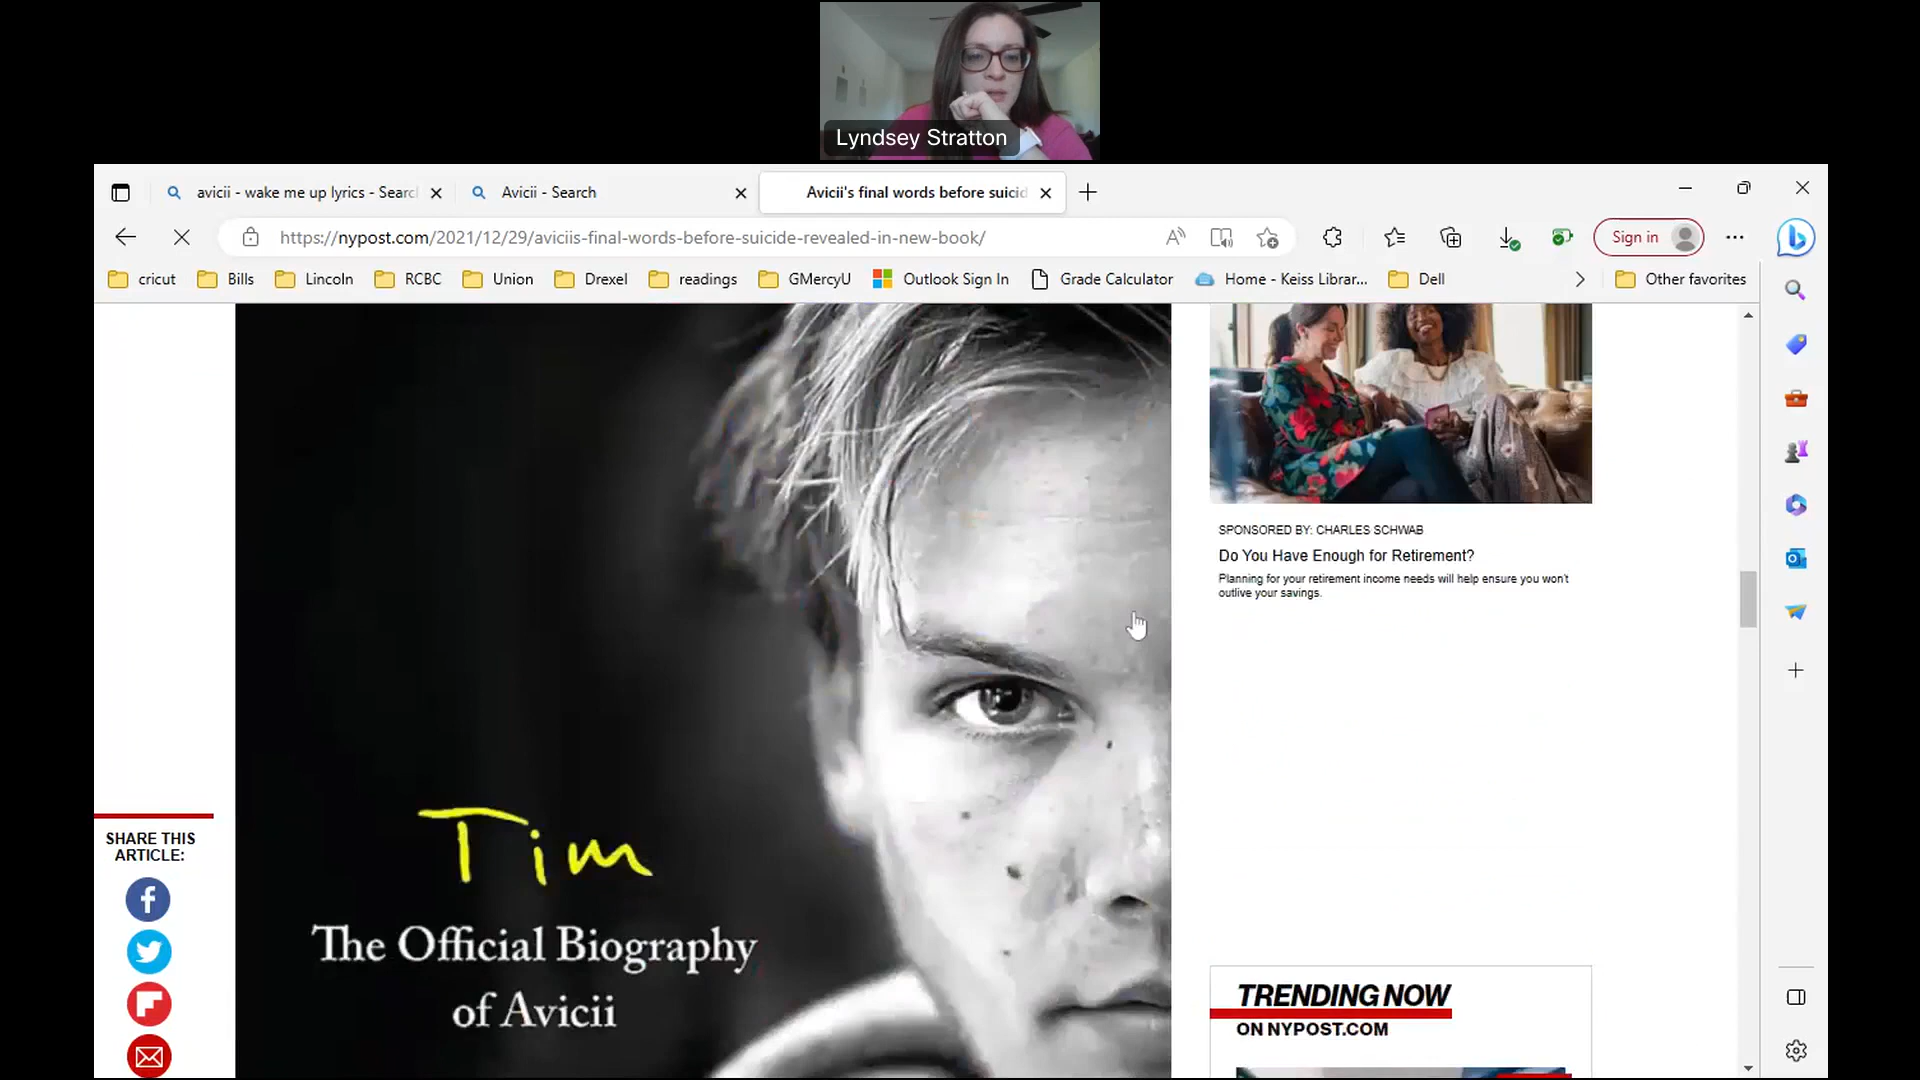 Lyndsey Stratton
avicii - wake me up lyrics - Searc
Avicii - Search
Avicii's final words before suicid
https://nypost.com/2021/12/29/aviciis-final-words-before-suicide-revealed-in-new-book/
Sign in
cricut
Bills
Lincoln
RCBC
Union
Drexel
readings
GMercyU
Outlook Sign In
Grade Calculator
Home - Keiss Librar...
Dell
Other favorites
SHARE THIS
ARTICLE:
Tim
The Official Biography
of Avicii
SPONSORED BY: CHARLES SCHWAB
Do You Have Enough for Retirement?
Planning for your retirement income needs will help ensure you won't
outlive your savings.
TRENDING NOW
ON NYPOST.COM